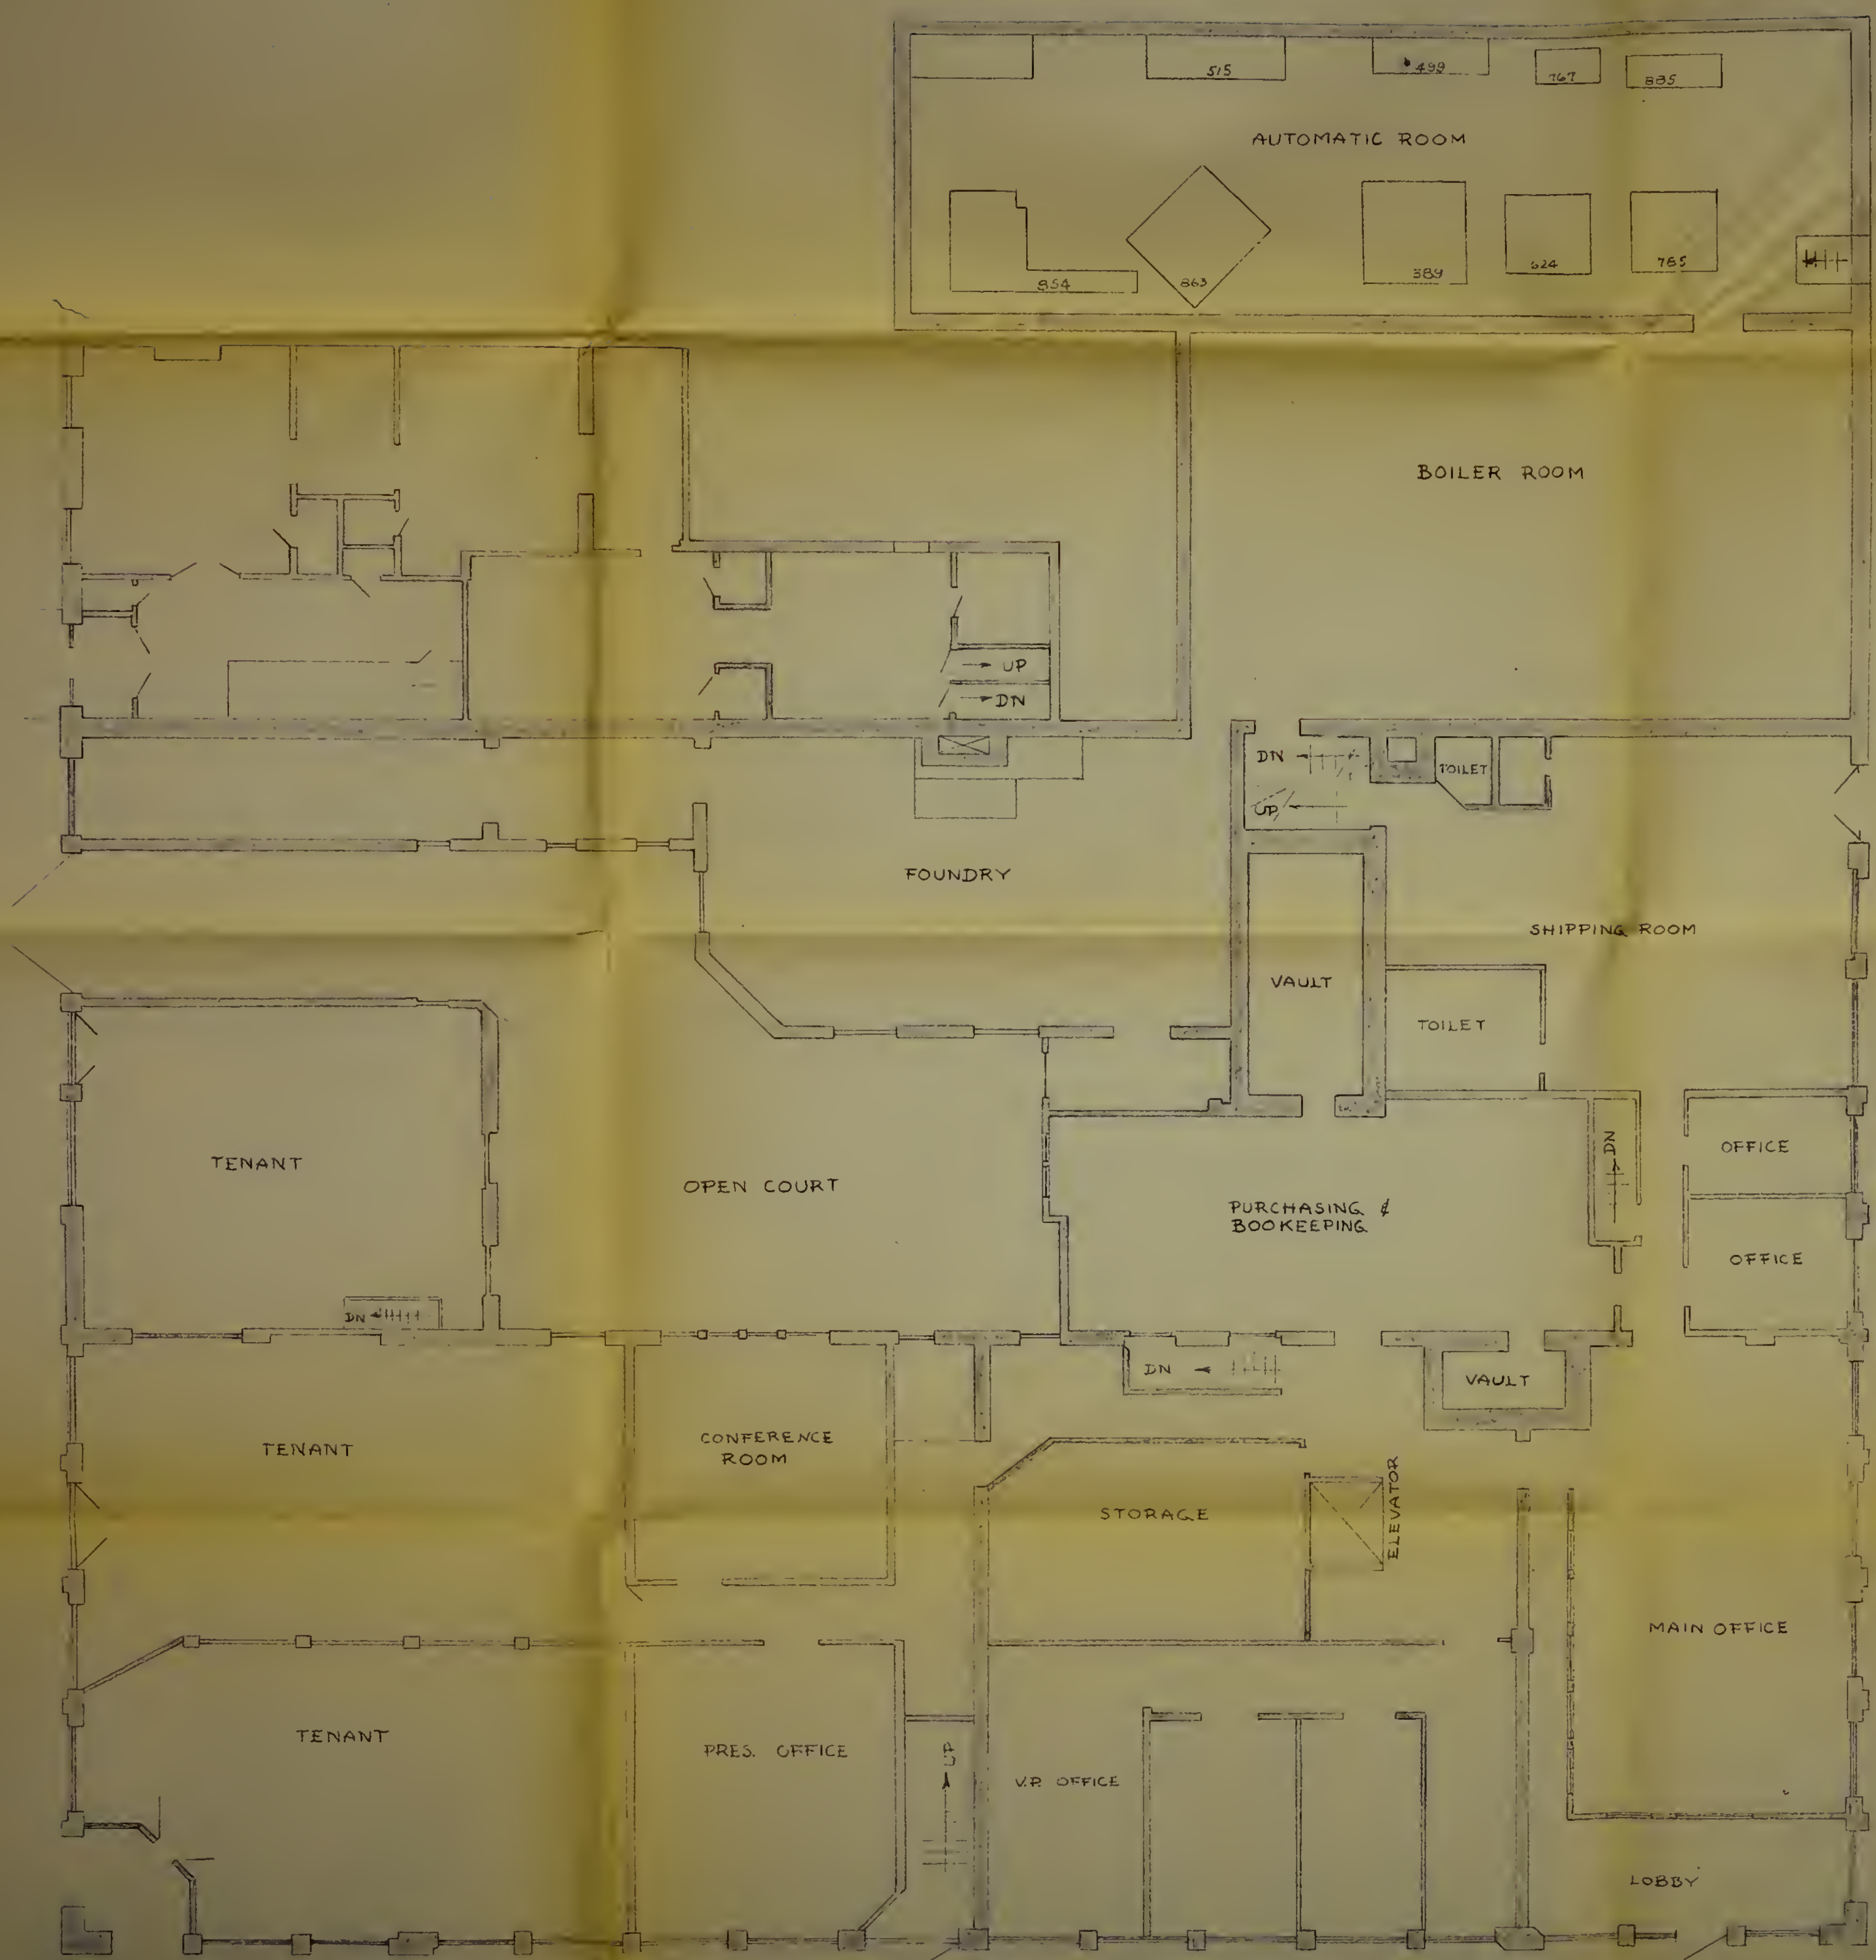 515
499
767
885
AUTOMATIC ROOM
854
863
389
624
785
BOILER ROOM
UP
DN
DN
UP
TOILET
FOUNDRY
SHIPPING ROOM
VAULT
TOILET
TENANT
OPEN COURT
DN
OFFICE
PURCHASING &
BOOKEEPING
OFFICE
DN
DN
VAULT
TENANT
CONFERENCE
ROOM
STORAGE
ELEVATOR
MAIN OFFICE
TENANT
PRES. OFFICE
UP
V.P. OFFICE
LOBBY